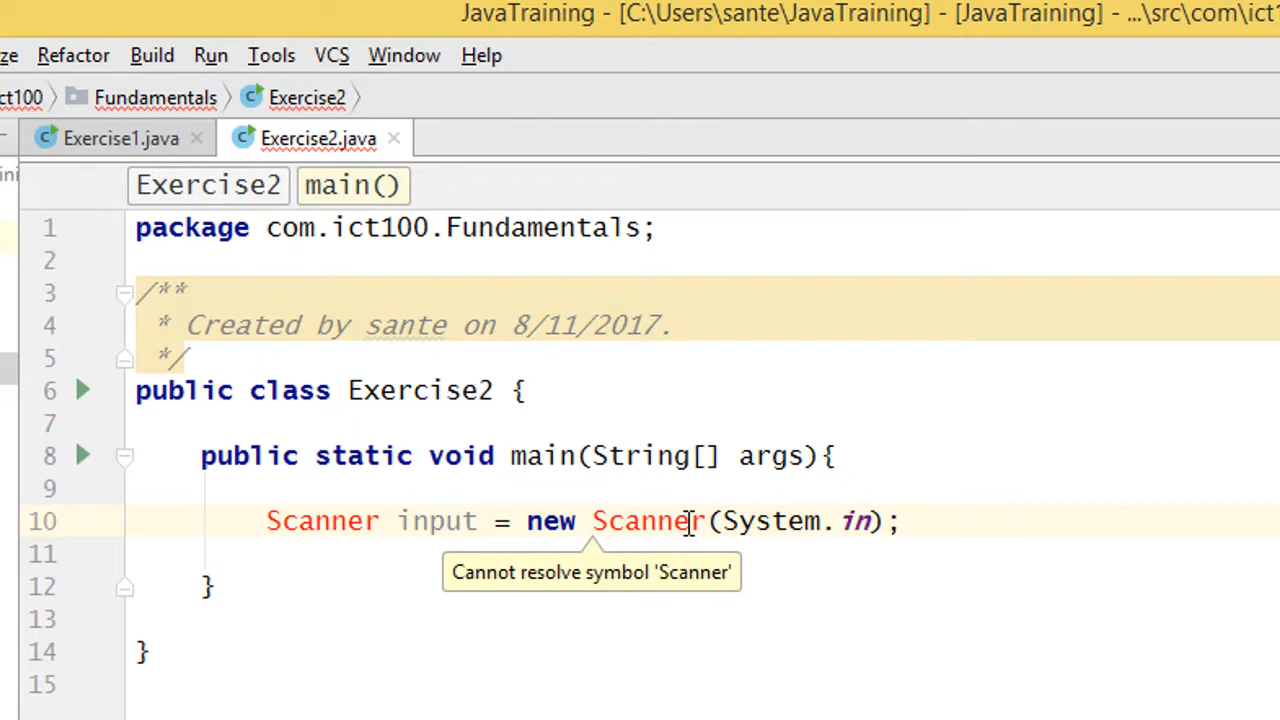 JavaTraining - [C:\Users\sante\JavaTraining] - [JavaTraining] - ...\src\com\ict1
ze Refactor Build Run Tools VCS Window Help
ct100 Fundamentals Exercise2
Exercise1.java Exercise2.java
ini
Exercise2 main()
1 package com.ict100.Fundamentals;
2
3 /**
4 * Created by sante on 8/11/2017.
5 */
6 public class Exercise2 {
7
8 public static void main(String[] args){
9
10 Scanner input = new Scanner(System.in);
11
Cannot resolve symbol 'Scanner'
12 }
13
14 }
15